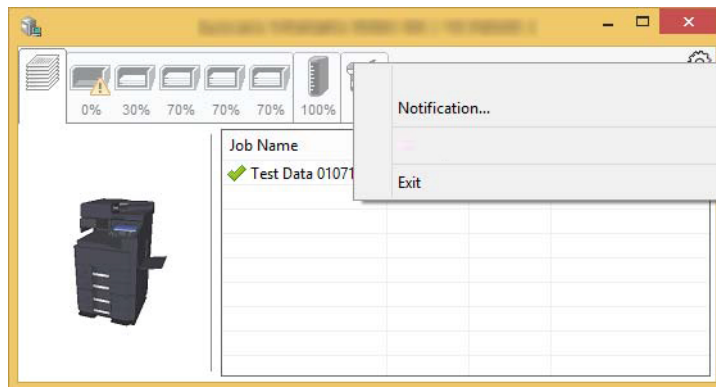 0% 30% 70% 70% 70% 100%
Notification...
Job Name
Test Data 01071
Exit